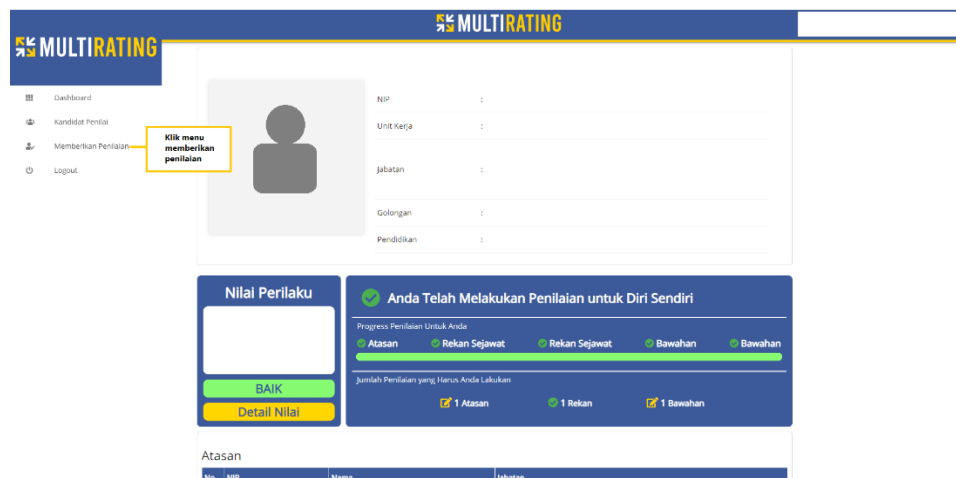 MULTIRATING
MULTIRATING
Dashboard
Kandidat Penilai
Memberikan Penilaian
Logout
Klik menu
memberikan
penilaian
NIP :
Unit Kerja :
Jabatan :
Golongan :
Pendidikan :
Nilai Perilaku
BAIK
Detail Nilai
Anda Telah Melakukan Penilaian untuk Diri Sendiri
Progress Penilaian Untuk Anda
Atasan Rekan Sejawat Rekan Sejawat Bawahan Bawahan
Jumlah Penilaian yang Harus Anda Lakukan
1 Atasan 1 Rekan 1 Bawahan
Atasan
No NIP Nama Jabatan